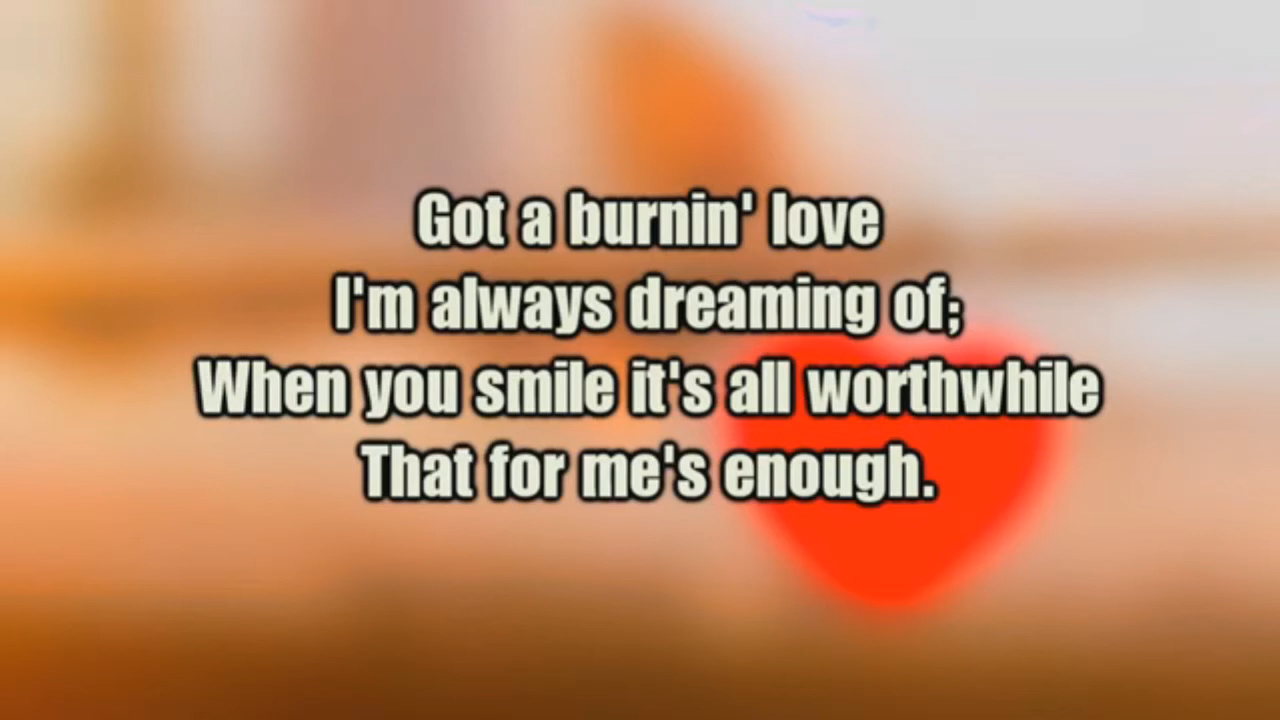 Got a burnin' love
I'm always dreaming of;
When you smile it's all worthwhile
That for me's enough.